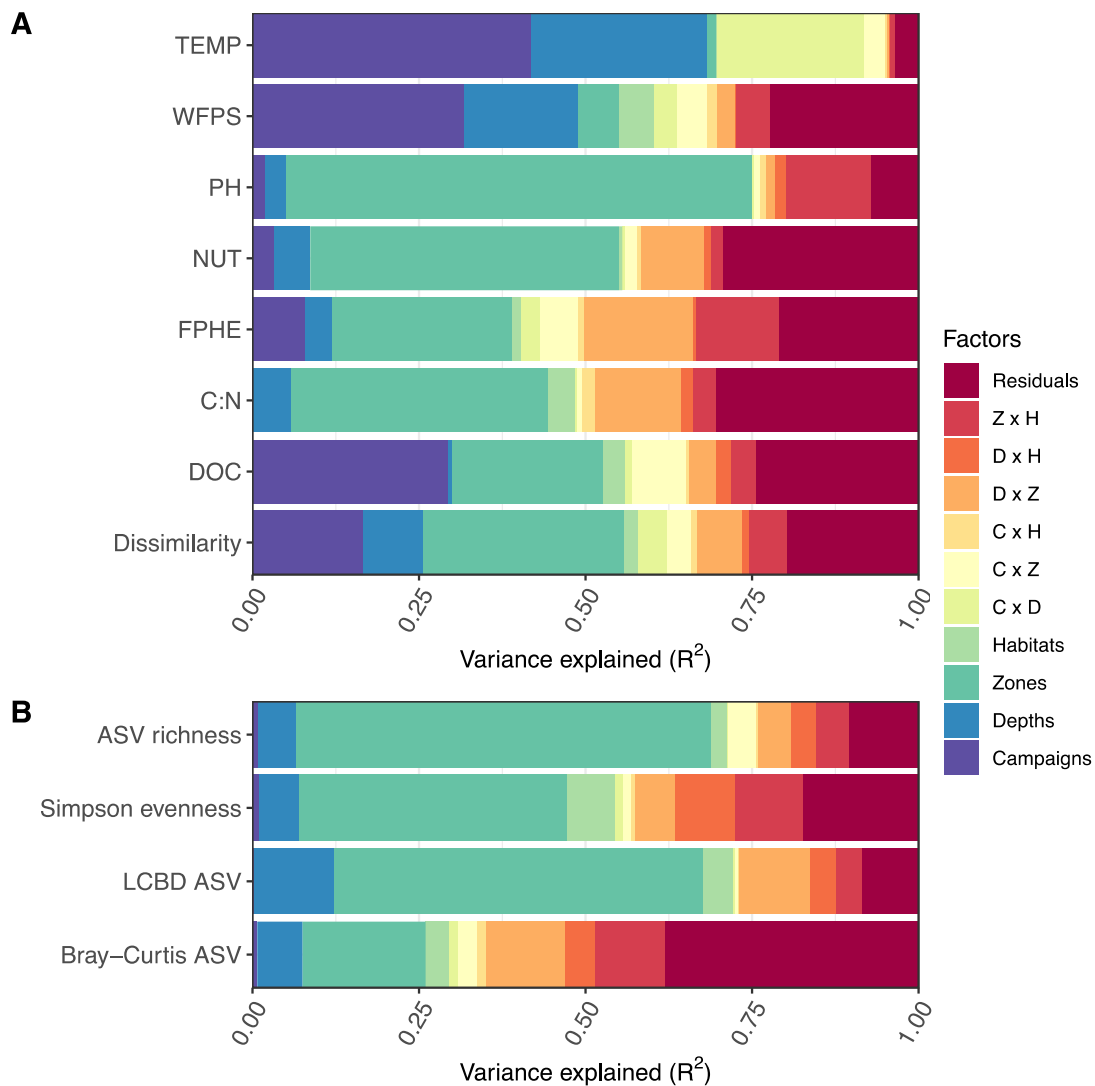 A
TEMP
WFPS
PH
NUT
FPHE
C:N
DOC
Dissimilarity
0.00
0.25
0.50
0.75
1.00
Variance explained (R²)
Factors
Residuals
Z x H
D x H
D x Z
C x H
C x Z
C x D
Habitats
Zones
Depths
Campaigns
B
ASV richness
Simpson evenness
LCBD ASV
Bray−Curtis ASV
0.00
0.25
0.50
0.75
1.00
Variance explained (R²)